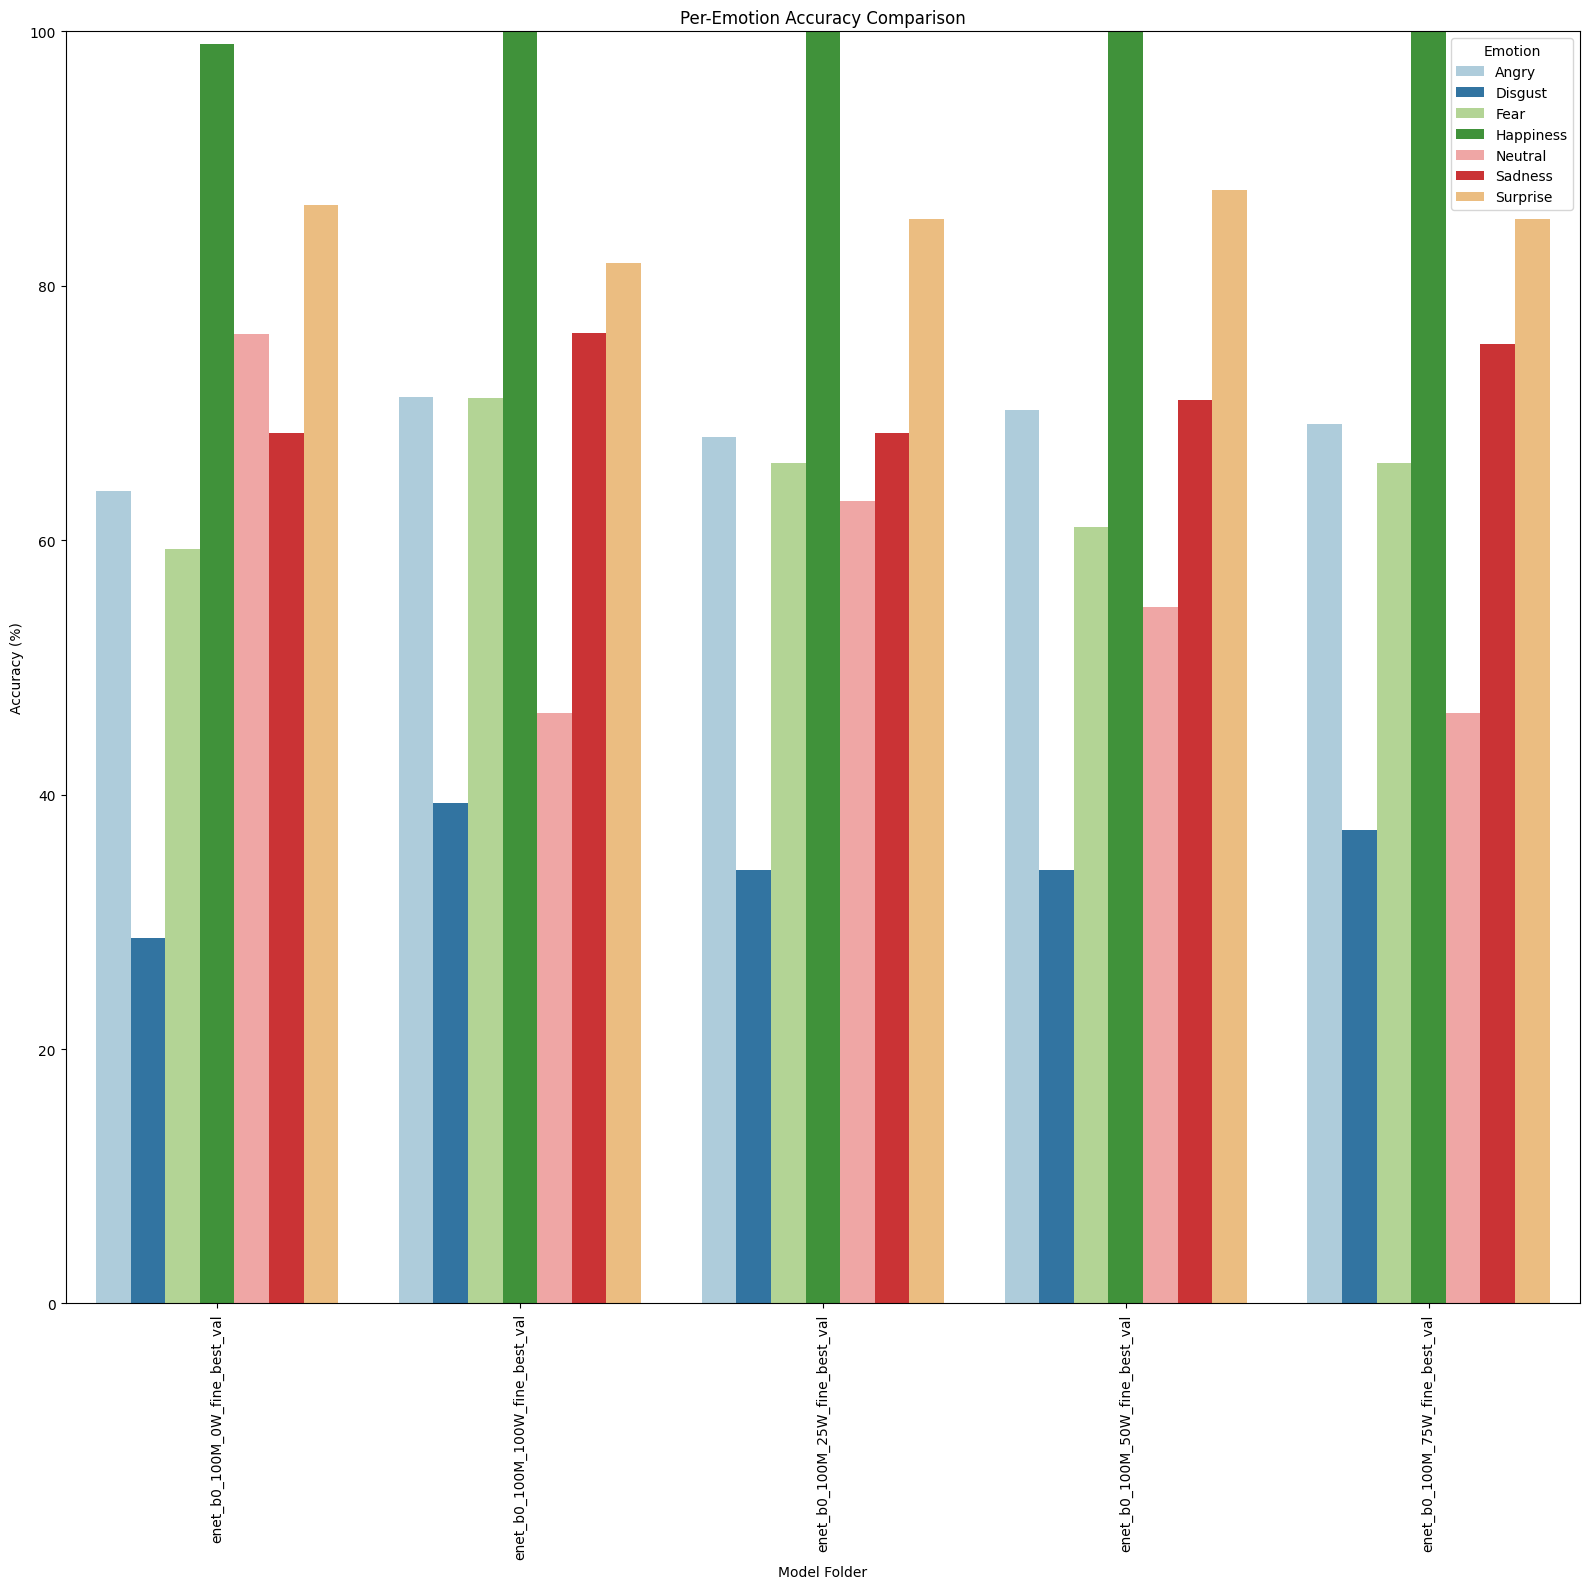 Per-Emotion Accuracy Comparison
Emotion
Angry
Disgust
Fear
Happiness
Neutral
Sadness
Surprise
Accuracy (%)
100
80
60
40
20
0
enet_b0_100M_0W_fine_best_val
enet_b0_100M_100W_fine_best_val
enet_b0_100M_25W_fine_best_val
enet_b0_100M_50W_fine_best_val
enet_b0_100M_75W_fine_best_val
Model Folder